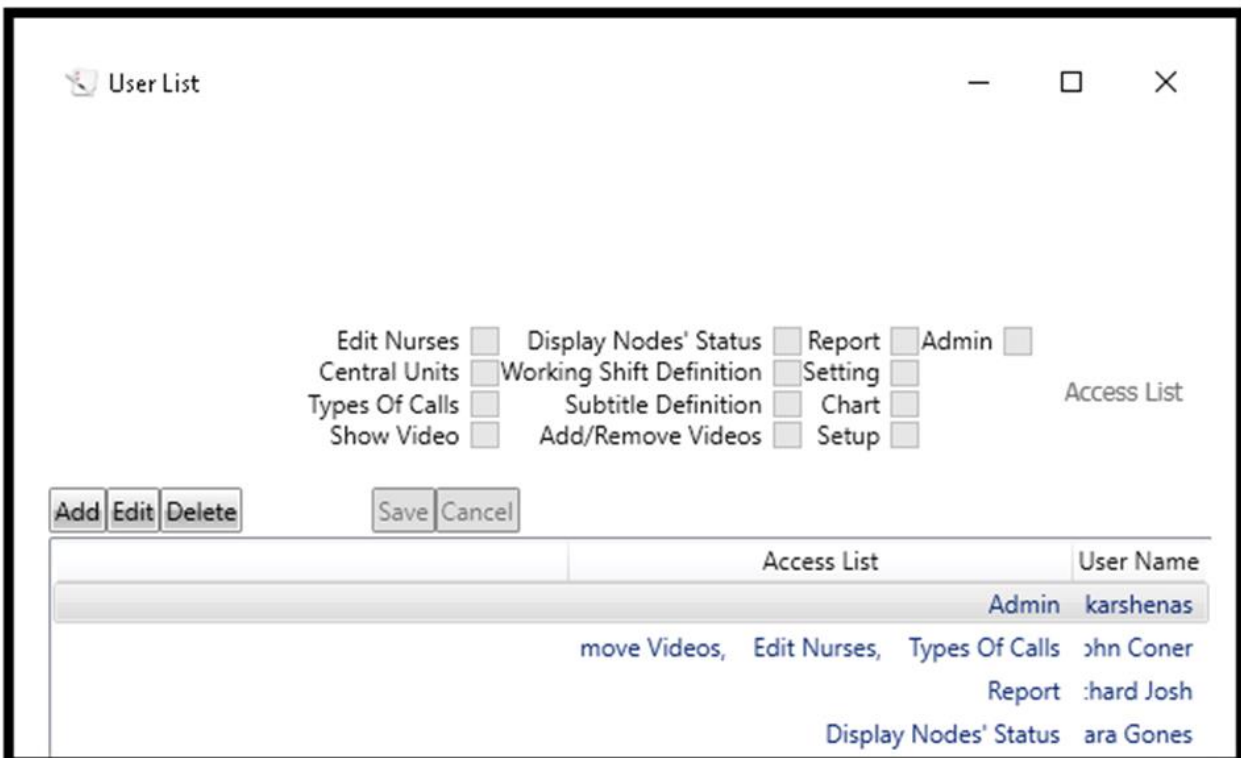 User List
Edit Nurses Display Nodes' Status Report Admin
Central Units Working Shift Definition Setting
Access List
Types Of Calls Subtitle Definition Chart
Show Video Add/Remove Videos Setup
Add Edit Delete Save Cancel
Access List User Name
Admin karshenas
move Videos, Edit Nurses, Types Of Calls ohn Coner
Report hard Josh
Display Nodes' Status ara Gones